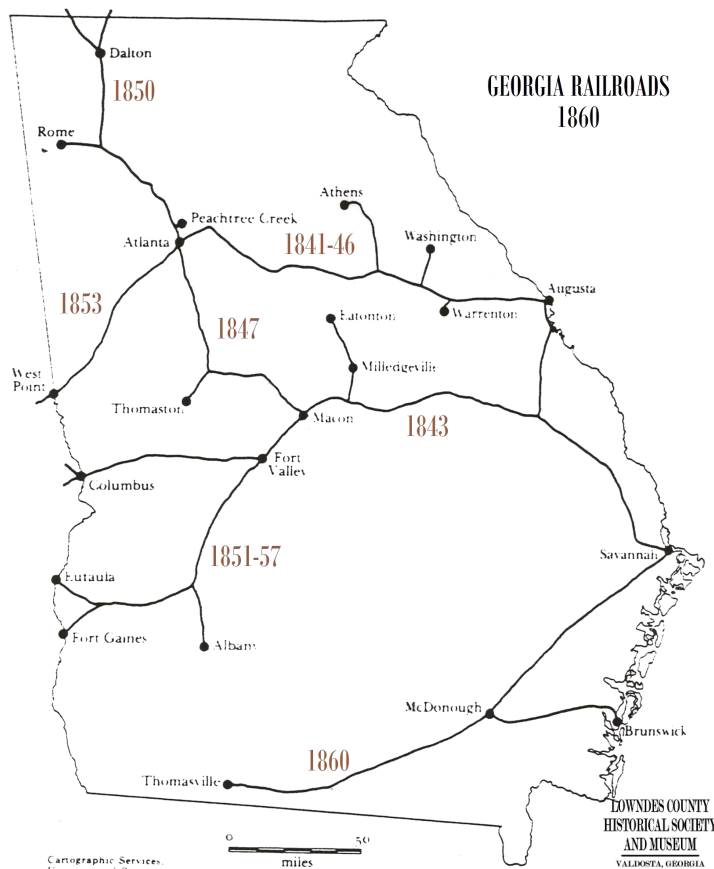 Dalton
1850
GEORGIA RAILROADS
1860
Rome
Athens
Peachtree Creek
Atlanta
1841-46
Washington
Augusta
1853
1847
Eatonton
Warrenton
West
Point
Milledgeville
Thomaston
Macon
1843
Fort
Valley
Columbus
1851-57
Savannah
Eutaula
Fort Gaines
Albany
McDonough
Brunswick
1860
Thomasville
LOWNDES COUNTY
HISTORICAL SOCIETY
AND MUSEUM
VALDOSTA, GEORGIA
0 50
miles
Cartographic Services,